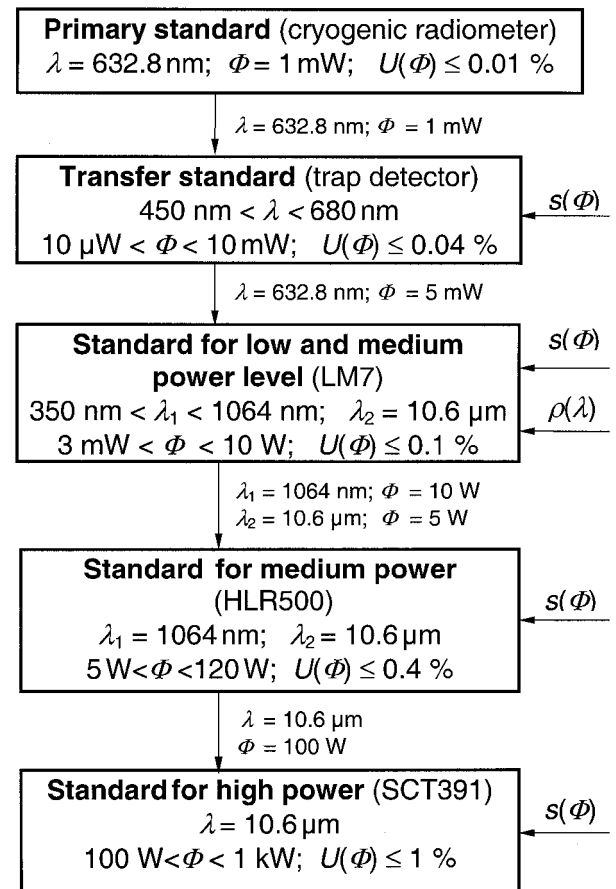 Primary standard (cryogenic radiometer)
λ = 632.8 nm; Φ = 1 mW; U(Φ) ≤ 0.01 %
λ = 632.8 nm; Φ = 1 mW
Transfer standard (trap detector)
450 nm < λ < 680 nm
10 µW < Φ < 10 mW; U(Φ) ≤ 0.04 %
s(Φ)
λ = 632.8 nm; Φ = 5 mW
Standard for low and medium
power level (LM7)
350 nm < λ₁ < 1064 nm; λ₂ = 10.6 µm
3 mW < Φ < 10 W; U(Φ) ≤ 0.1 %
s(Φ)
ρ(λ)
λ₁ = 1064 nm; Φ = 10 W
λ₂ = 10.6 µm; Φ = 5 W
Standard for medium power
(HLR500)
λ₁ = 1064 nm; λ₂ = 10.6 µm
5 W < Φ < 120 W; U(Φ) ≤ 0.4 %
s(Φ)
λ = 10.6 µm
Φ = 100 W
Standard for high power (SCT391)
λ = 10.6 µm
100 W < Φ < 1 kW; U(Φ) ≤ 1 %
s(Φ)